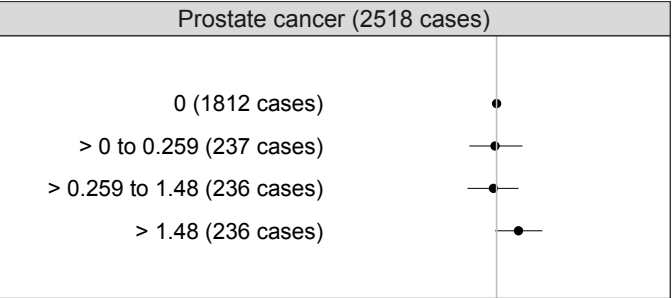 Prostate cancer (2518 cases)
0 (1812 cases)
> 0 to 0.259 (237 cases)
> 0.259 to 1.48 (236 cases)
> 1.48 (236 cases)